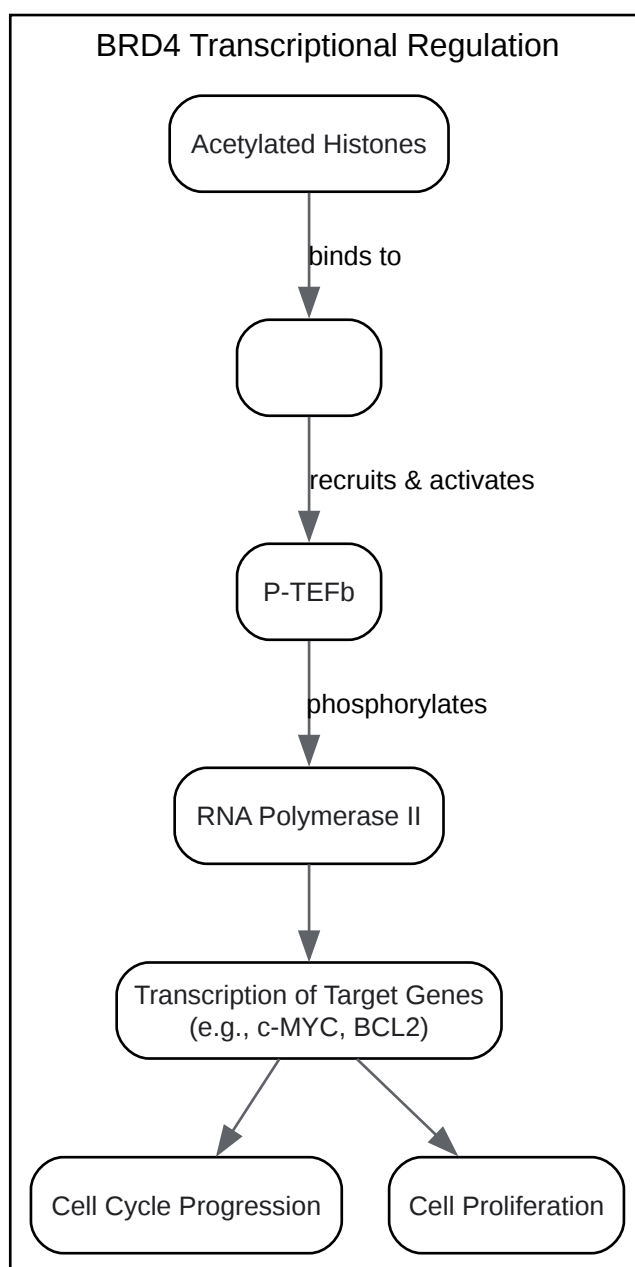 BRD4 Transcriptional Regulation
Acetylated Histones
binds to
recruits & activates
P-TEFb
phosphorylates
RNA Polymerase II
Transcription of Target Genes
(e.g., c-MYC, BCL2)
Cell Cycle Progression
Cell Proliferation